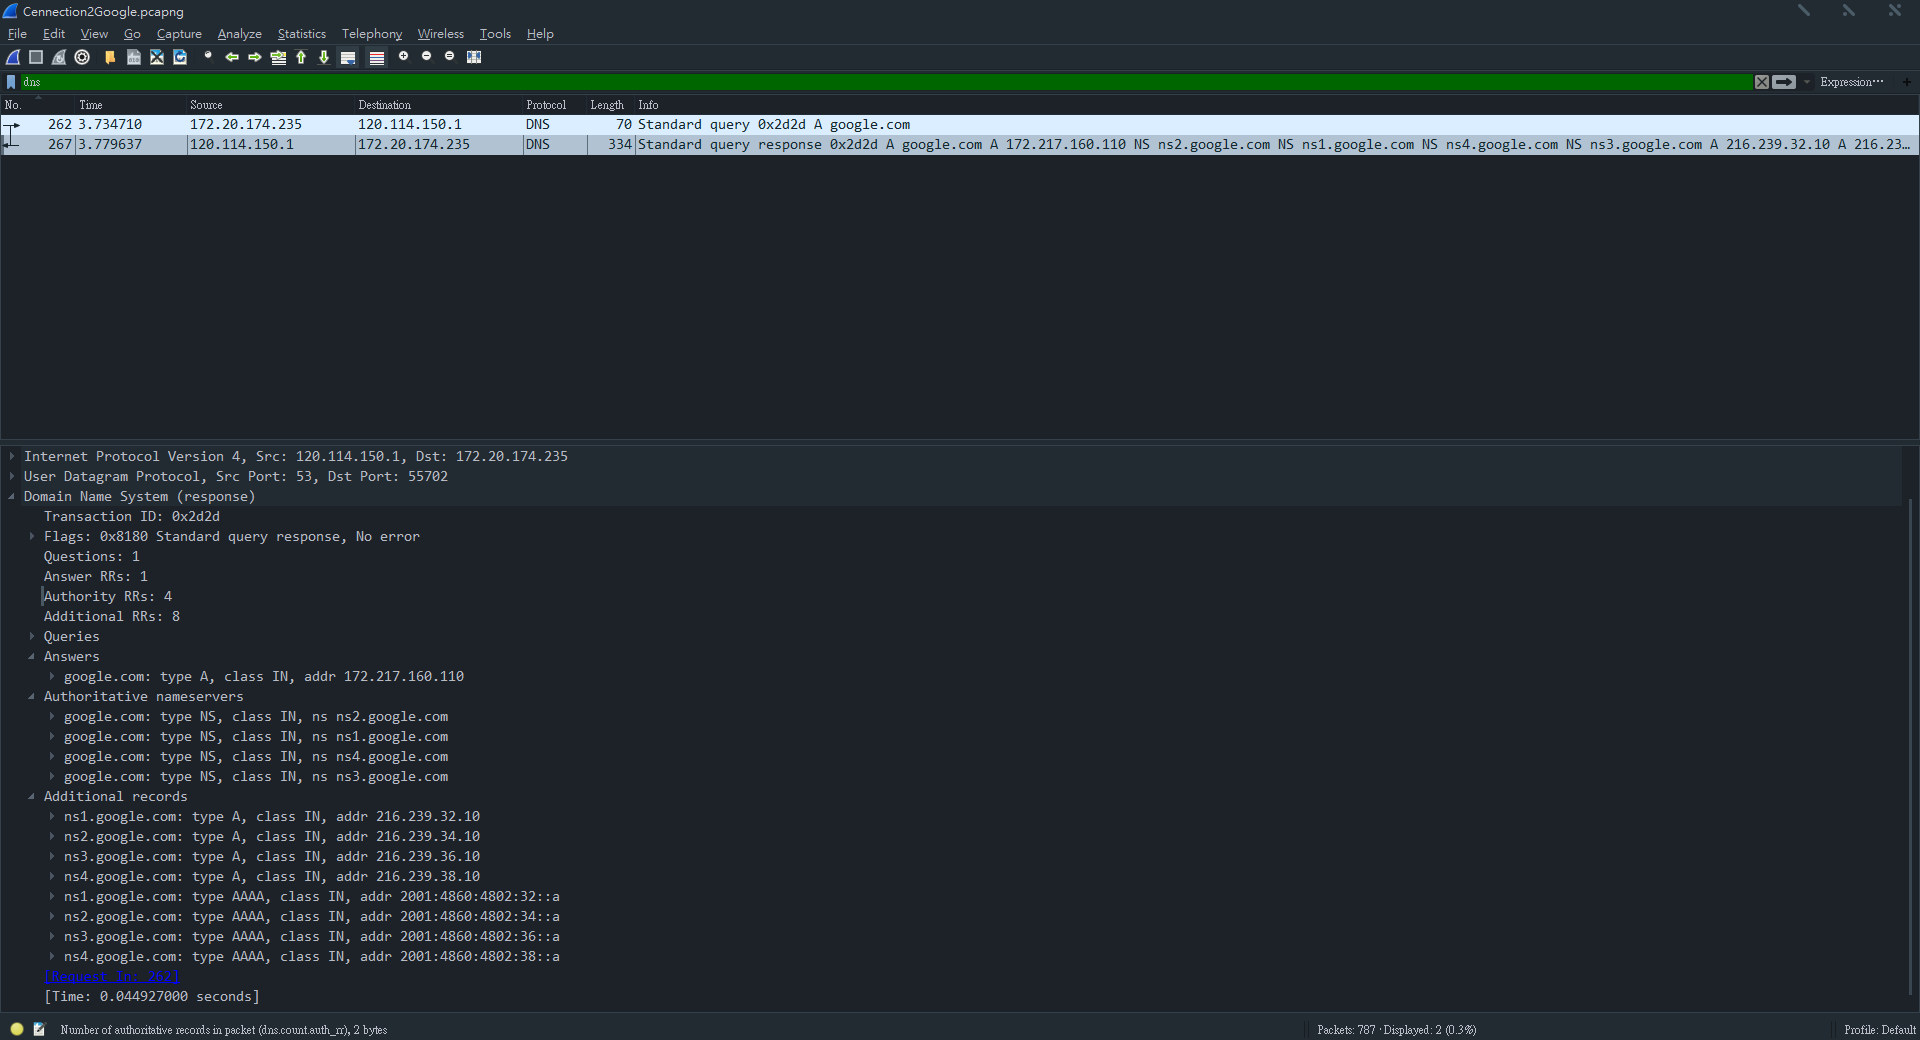 Cennection2Google.pcapng
File Edit View Go Capture Analyze Statistics Telephony Wireless Tools Help
dns Expression…
No. Time Source Destination Protocol Length Info
262 3.734710 172.20.174.235 120.114.150.1 DNS 70 Standard query 0x2d2d A google.com
267 3.779637 120.114.150.1 172.20.174.235 DNS 334 Standard query response 0x2d2d A google.com A 172.217.160.110 NS ns2.google.com NS ns1.google.com NS ns4.google.com NS ns3.google.com A 216.239.32.10 A 216.23…
Internet Protocol Version 4, Src: 120.114.150.1, Dst: 172.20.174.235
User Datagram Protocol, Src Port: 53, Dst Port: 55702
Domain Name System (response)
Transaction ID: 0x2d2d
Flags: 0x8180 Standard query response, No error
Questions: 1
Answer RRs: 1
Authority RRs: 4
Additional RRs: 8
Queries
Answers
google.com: type A, class IN, addr 172.217.160.110
Authoritative nameservers
google.com: type NS, class IN, ns ns2.google.com
google.com: type NS, class IN, ns ns1.google.com
google.com: type NS, class IN, ns ns4.google.com
google.com: type NS, class IN, ns ns3.google.com
Additional records
ns1.google.com: type A, class IN, addr 216.239.32.10
ns2.google.com: type A, class IN, addr 216.239.34.10
ns3.google.com: type A, class IN, addr 216.239.36.10
ns4.google.com: type A, class IN, addr 216.239.38.10
ns1.google.com: type AAAA, class IN, addr 2001:4860:4802:32::a
ns2.google.com: type AAAA, class IN, addr 2001:4860:4802:34::a
ns3.google.com: type AAAA, class IN, addr 2001:4860:4802:36::a
ns4.google.com: type AAAA, class IN, addr 2001:4860:4802:38::a
[Request In: 262]
[Time: 0.044927000 seconds]
Number of authoritative records in packet (dns.count.auth_rr), 2 bytes Packets: 787 · Displayed: 2 (0.3%) Profile: Default